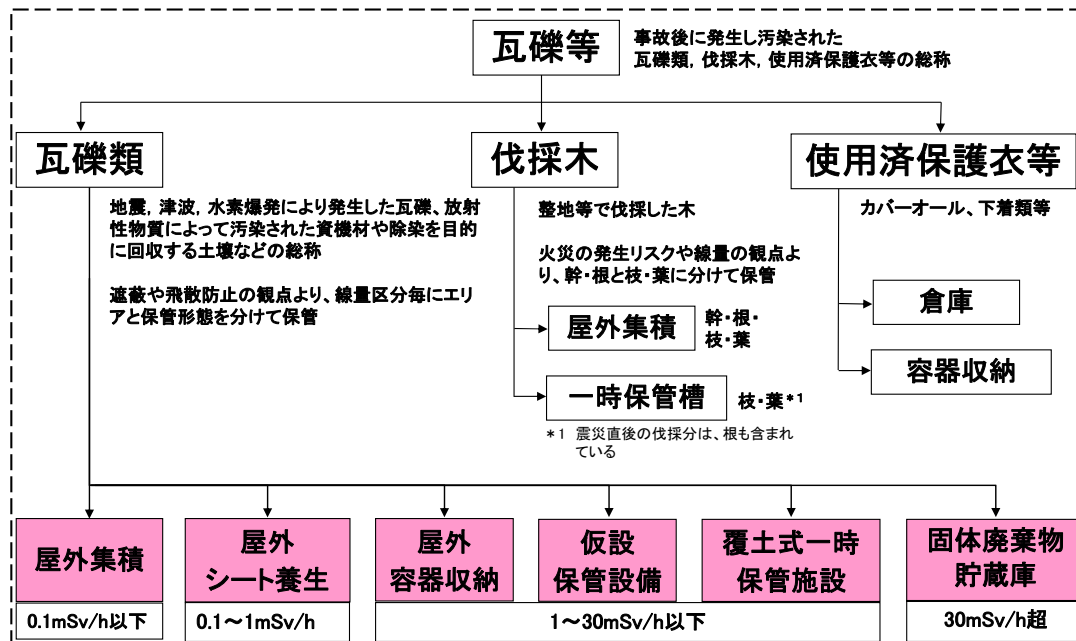 瓦礫等
事故後に発生し汚染された
瓦礫類，伐採木，使用済保護衣等の総称
瓦礫類
地震，津波，水素爆発により発生した瓦礫、放射
性物質によって汚染された資機材や除染を目的
に回収する土壌などの総称
遮蔽や飛散防止の観点より、線量区分毎にエリ
アと保管形態を分けて保管
伐採木
整地等で伐採した木
火災の発生リスクや線量の観点よ
り、幹・根と枝・葉に分けて保管
屋外集積
幹・根・
枝・葉
一時保管槽
枝・葉*1
*1 震災直後の伐採分は、根も含まれ
ている
使用済保護衣等
カバーオール、下着類等
倉庫
容器収納
屋外集積
0.1mSv/h以下
屋外
シート養生
0.1～1mSv/h
屋外
容器収納
仮設
保管設備
覆土式一時
保管施設
1～30mSv/h以下
固体廃棄物
貯蔵庫
30mSv/h超